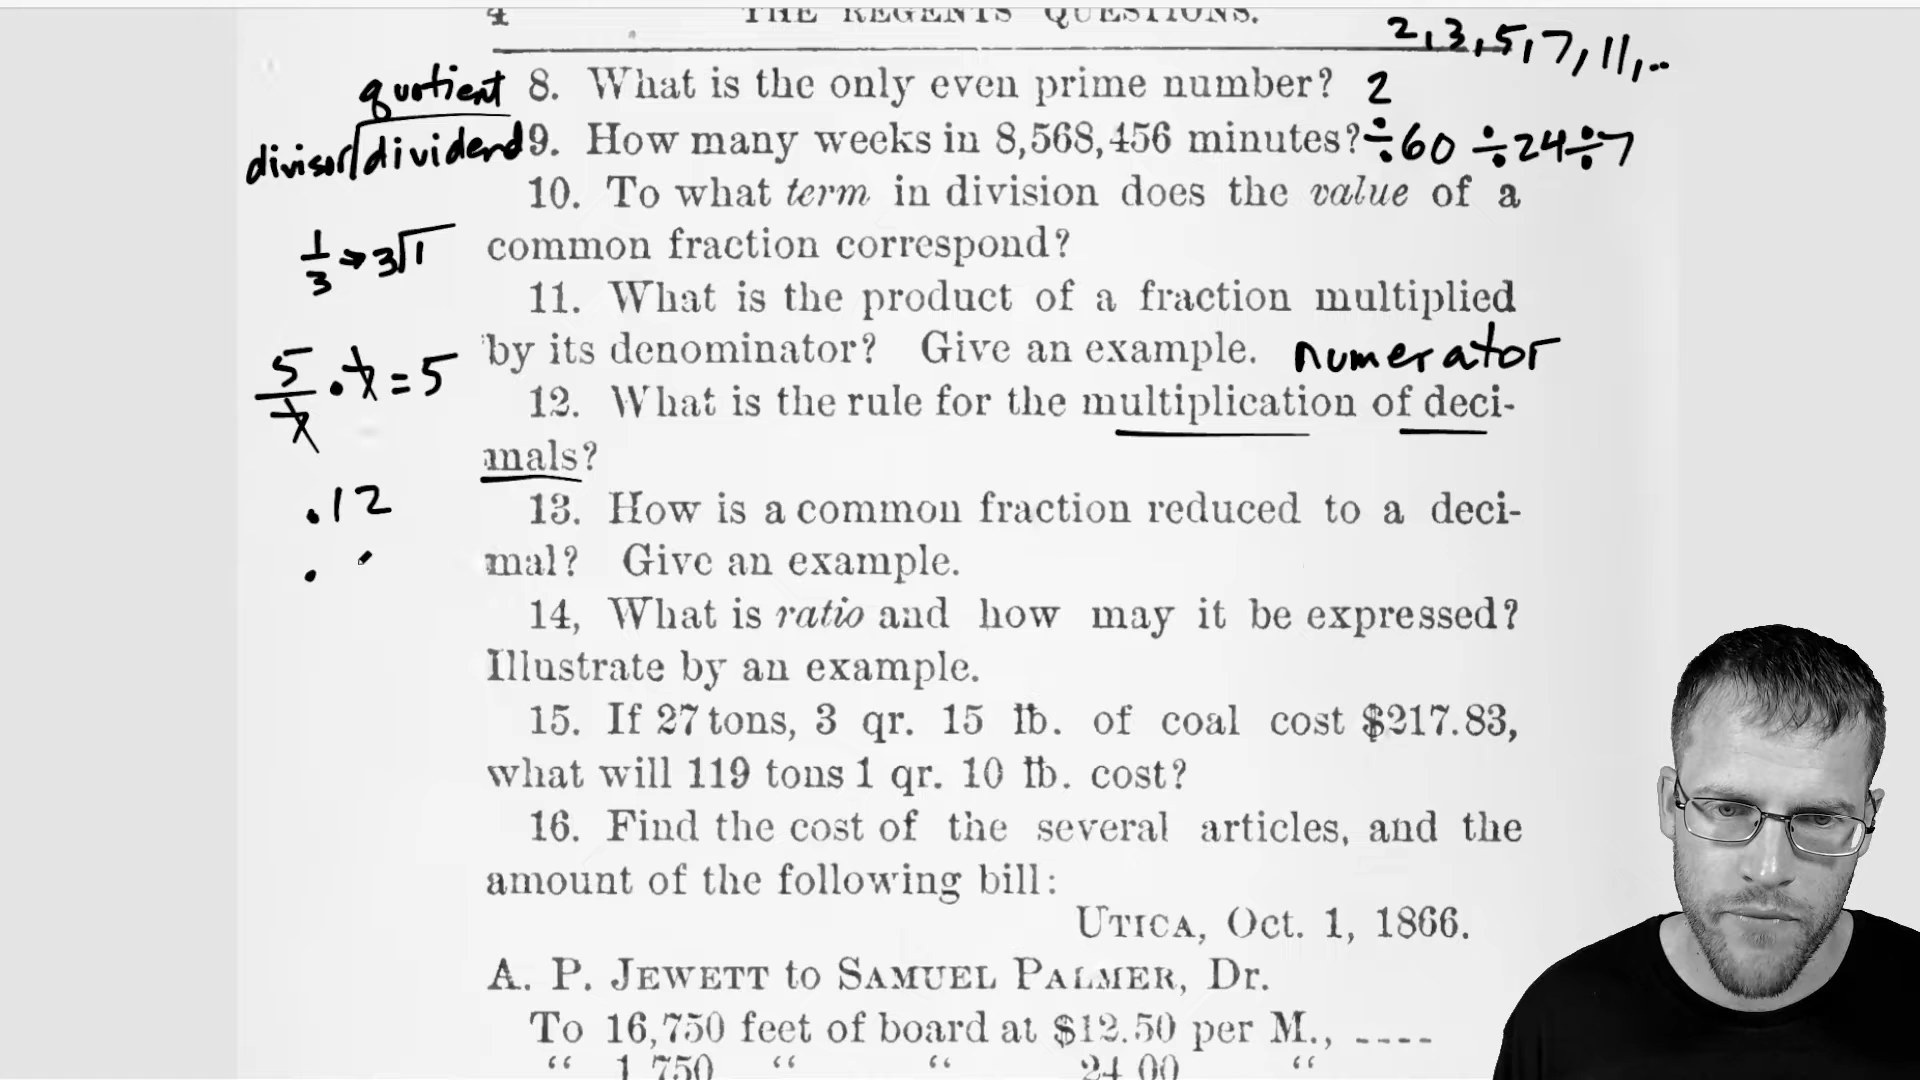 4 THE REGENTS QUESTIONS.
2,3,5,7,11,..
quotient
divisor/dividend
8. What is the only even prime number? 2
9. How many weeks in 8,568,456 minutes? ÷60 ÷24÷7
10. To what term in division does the value of a
common fraction correspond?
1/3 → 3√1
11. What is the product of a fraction multiplied
by its denominator? Give an example. numerator
5/7 · 7 = 5
12. What is the rule for the multiplication of deci-
mals?
.12
.
13. How is a common fraction reduced to a deci-
mal? Give an example.
14, What is ratio and how may it be expressed?
Illustrate by an example.
15. If 27 tons, 3 qr. 15 lb. of coal cost $217.83,
what will 119 tons 1 qr. 10 lb. cost?
16. Find the cost of the several articles, and the
amount of the following bill:
UTICA, Oct. 1, 1866.
A. P. JEWETT to SAMUEL PALMER, Dr.
To 16,750 feet of board at $12.50 per M., ----
“ 1 750 “ “ 24 00 “